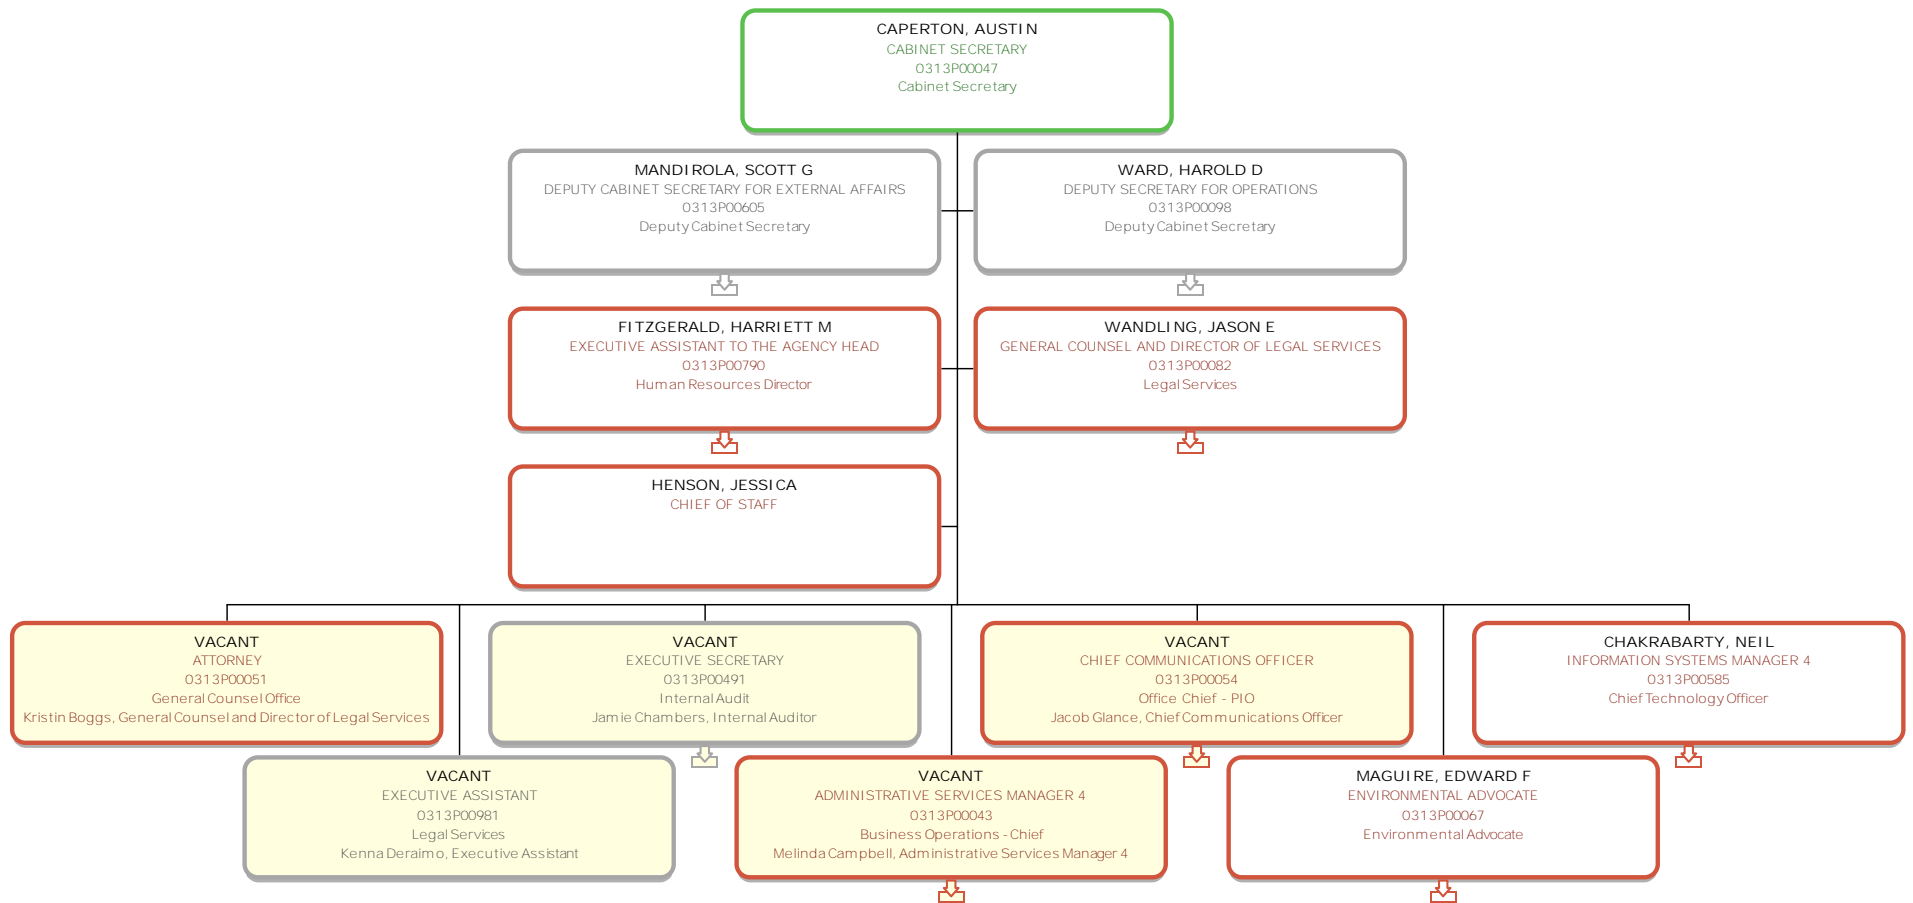 CAPERTON, AUSTIN
CABINET SECRETARY
0313P00047
Cabinet Secretary
MANDIROLA, SCOTT G
DEPUTY CABINET SECRETARY FOR EXTERNAL AFFAIRS
0313P00605
Deputy Cabinet Secretary
WARD, HAROLD D
DEPUTY SECRETARY FOR OPERATIONS
0313P00098
Deputy Cabinet Secretary
FITZGERALD, HARRIETT M
EXECUTIVE ASSISTANT TO THE AGENCY HEAD
0313P00790
Human Resources Director
WANDLING, JASON E
GENERAL COUNSEL AND DIRECTOR OF LEGAL SERVICES
0313P00082
Legal Services
HENSON, JESSICA
CHIEF OF STAFF
VACANT
ATTORNEY
0313P00051
General Counsel Office
Kristin Boggs, General Counsel and Director of Legal Services
VACANT
EXECUTIVE SECRETARY
0313P00491
Internal Audit
Jamie Chambers, Internal Auditor
VACANT
CHIEF COMMUNICATIONS OFFICER
0313P00054
Office Chief - PIO
Jacob Glance, Chief Communications Officer
CHAKRABARTY, NEIL
INFORMATION SYSTEMS MANAGER 4
0313P00585
Chief Technology Officer
VACANT
EXECUTIVE ASSISTANT
0313P00981
Legal Services
Kenna Deraimo, Executive Assistant
VACANT
ADMINISTRATIVE SERVICES MANAGER 4
0313P00043
Business Operations - Chief
Melinda Campbell, Administrative Services Manager 4
MAGUIRE, EDWARD F
ENVIRONMENTAL ADVOCATE
0313P00067
Environmental Advocate